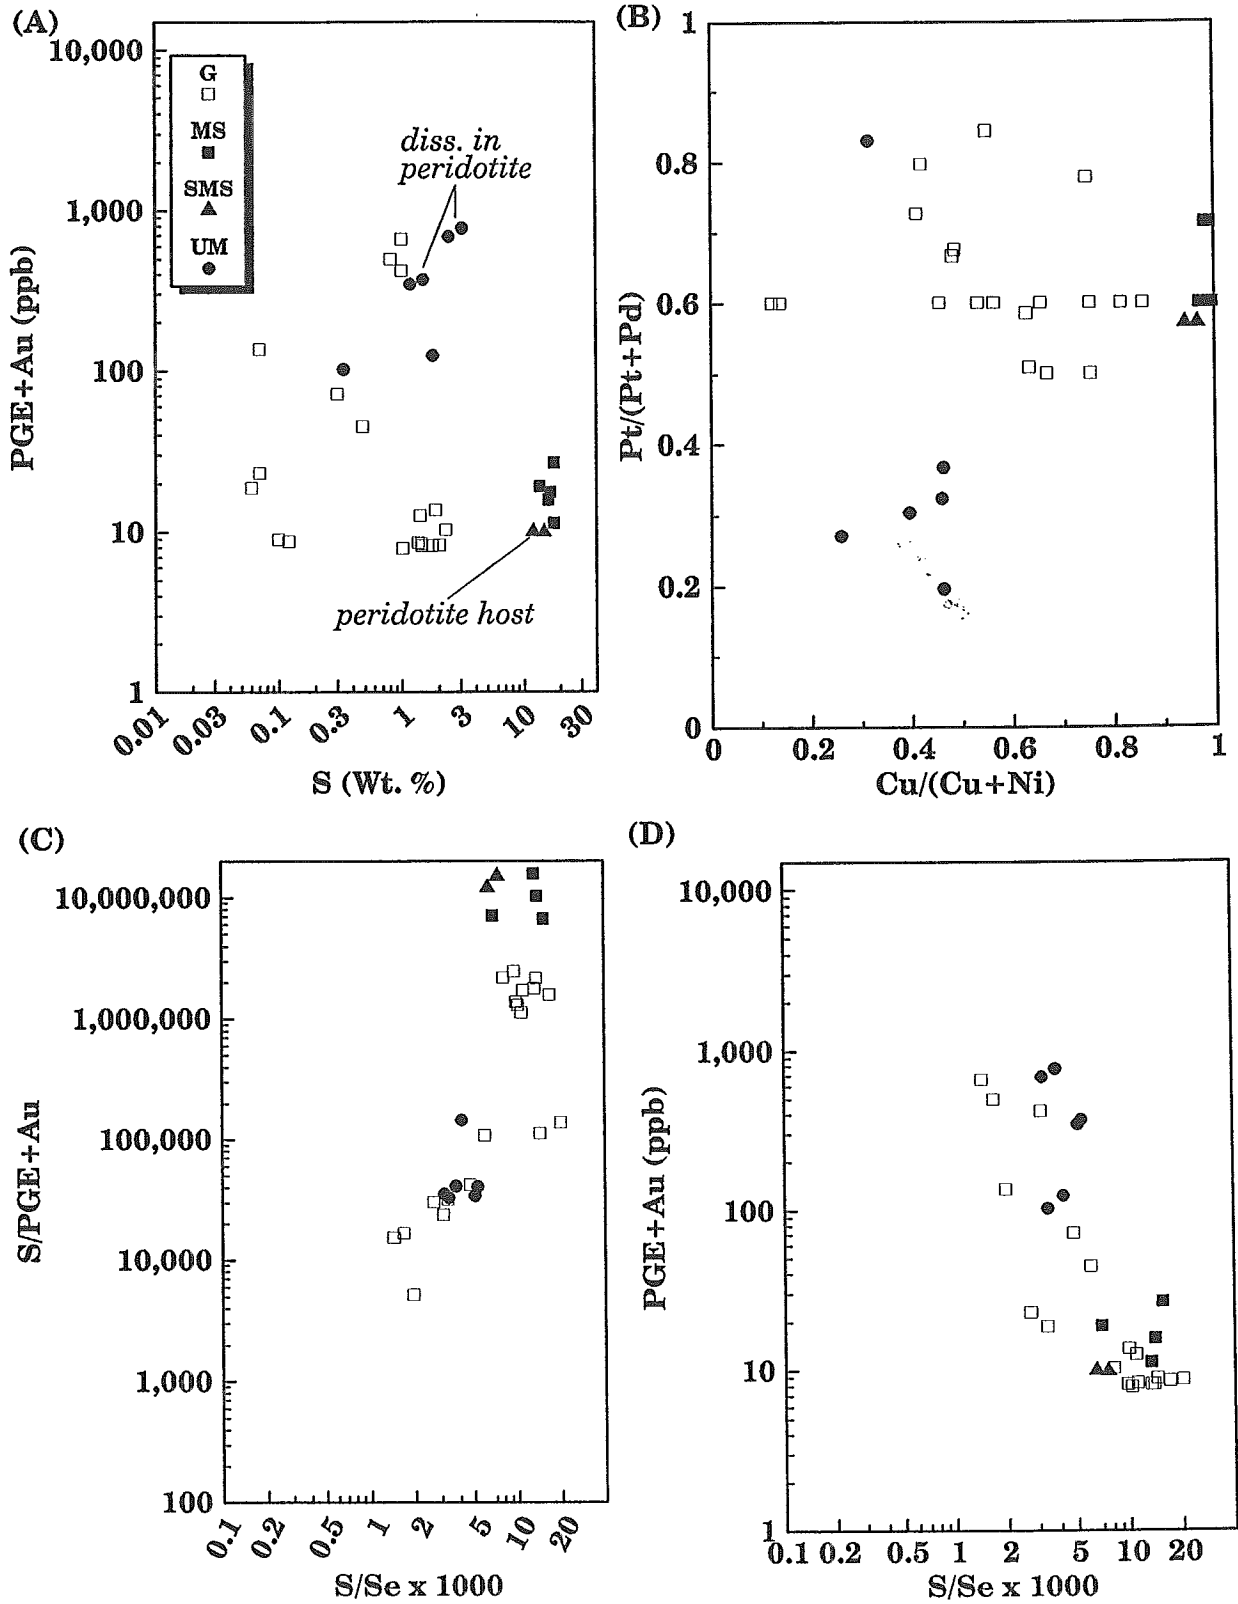 (A)
10,000
1,000
100
10
1
PGE+Au (ppb)
G
MS
SMS
UM
diss. in
peridotite
peridotite host
0.01 0.03 0.1 0.3 1 3 10 30
S (Wt. %)
(B)
1
0.8
0.6
0.4
0.2
0
Pt/(Pt+Pd)
0 0.2 0.4 0.6 0.8 1
Cu/(Cu+Ni)
(C)
10,000,000
1,000,000
100,000
10,000
1,000
100
S/PGE+Au
0.1 0.2 0.5 1 2 5 10 20
S/Se x 1000
(D)
10,000
1,000
100
10
1
PGE+Au (ppb)
0.1 0.2 0.5 1 2 5 10 20
S/Se x 1000